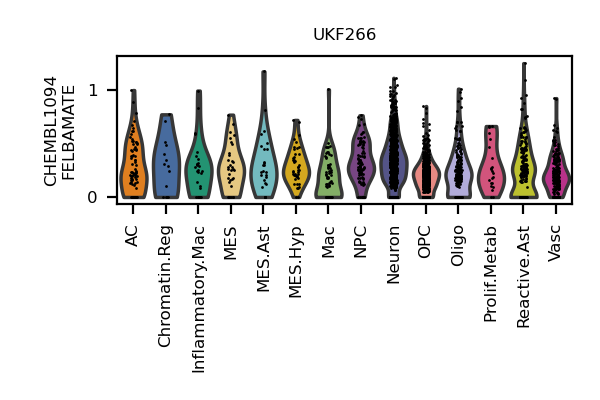 UKF266
CHEMBL1094
FELBAMATE
1
0
AC
Chromatin.Reg
Inflammatory.Mac
MES
MES.Ast
MES.Hyp
Mac
NPC
Neuron
OPC
Oligo
Prolif.Metab
Reactive.Ast
Vasc